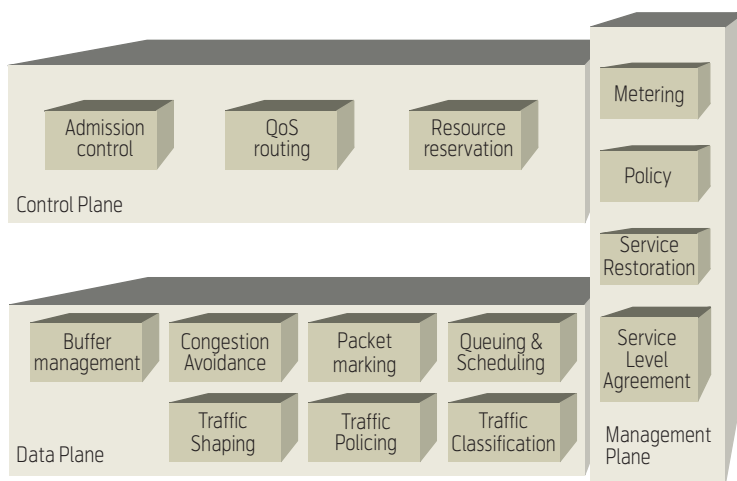 Admission
control
QoS
routing
Resource
reservation
Control Plane
Buffer
management
Congestion
Avoidance
Packet
marking
Queuing &
Scheduling
Traffic
Shaping
Traffic
Policing
Traffic
Classification
Data Plane
Metering
Policy
Service
Restoration
Service
Level
Agreement
Management
Plane